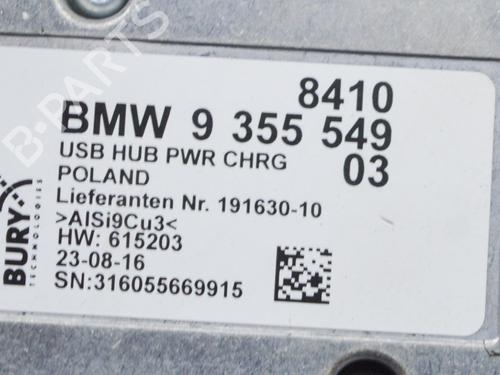 8410
BMW 9 355 549
USB HUB PWR CHRG 03
POLAND
Lieferanten Nr. 191630-10
>AlSi9Cu3<
HW: 615203
23-08-16
SN:316055669915
BURY
TECHNOLOGIES
B-PARTS